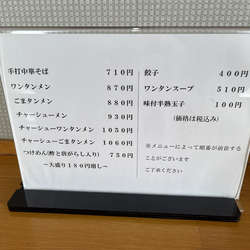 手打中華そば 710円
ワンタンメン 870円
ごまタンメン 880円
チャーシューメン 930円
チャーシューワンタンメン 1050円
チャーシューごまタンメン 1060円
つけめん(酢と唐がらし入り) 750円
～大盛り180円増し～
餃子 400円
ワンタンスープ 510円
味付半熟玉子 100円
(価格は税込み)
※メニューによって順番が前後する
ことがございます
ご了承ください